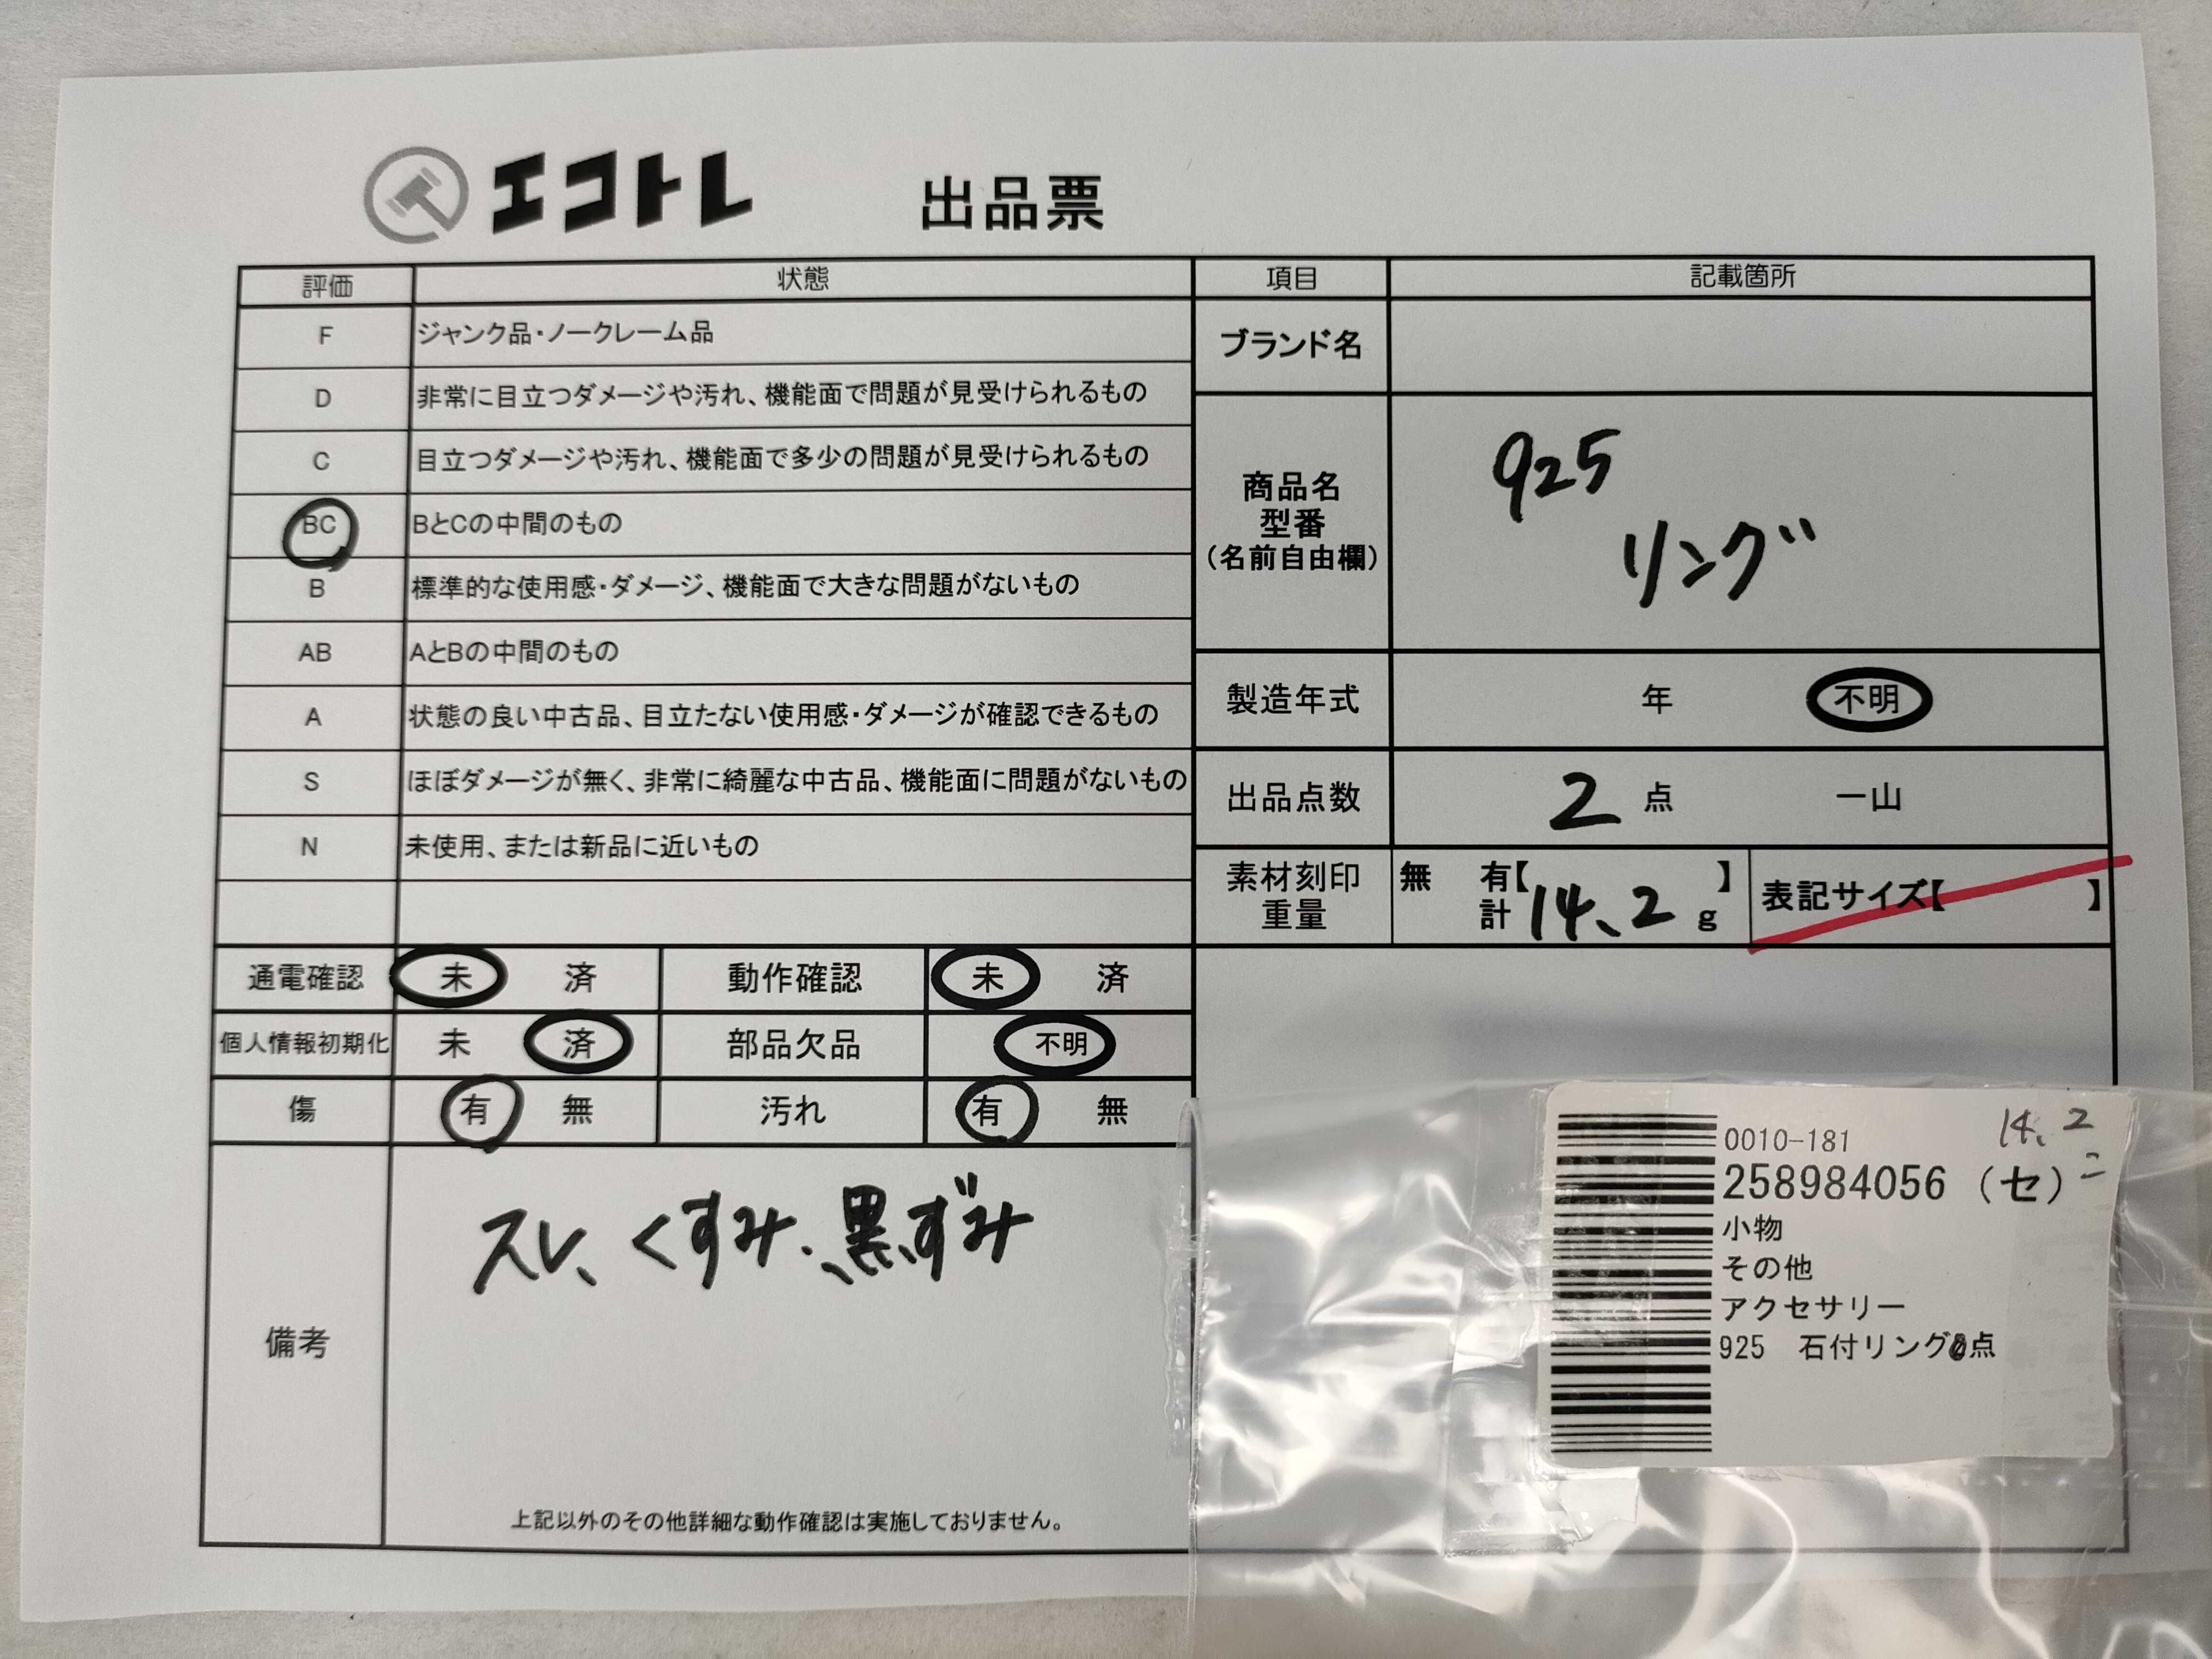 エコトレ 出品票
評価 状態
F ジャンク品・ノークレーム品
D 非常に目立つダメージや汚れ、機能面で問題が見受けられるもの
C 目立つダメージや汚れ、機能面で多少の問題が見受けられるもの
BC BとCの中間のもの
B 標準的な使用感・ダメージ、機能面で大きな問題がないもの
AB AとBの中間のもの
A 状態の良い中古品、目立たない使用感・ダメージが確認できるもの
S ほぼダメージが無く、非常に綺麗な中古品、機能面に問題がないもの
N 未使用、または新品に近いもの
項目 記載箇所
ブランド名
商品名
型番
(名前自由欄)
925
リング
製造年式 年 不明
出品点数 2 点 一山
素材刻印 無 有【 】
重量 計 14.2 g
表記サイズ【 】
通電確認 未 済 動作確認 未 済
個人情報初期化 未 済 部品欠品 不明
傷 有 無 汚れ 有 無
備考
スレ、くすみ、黒ずみ
上記以外のその他詳細な動作確認は実施しておりません。
0010-181 14.2
258984056 (セ)
小物
その他
アクセサリー
925 石付リング 点